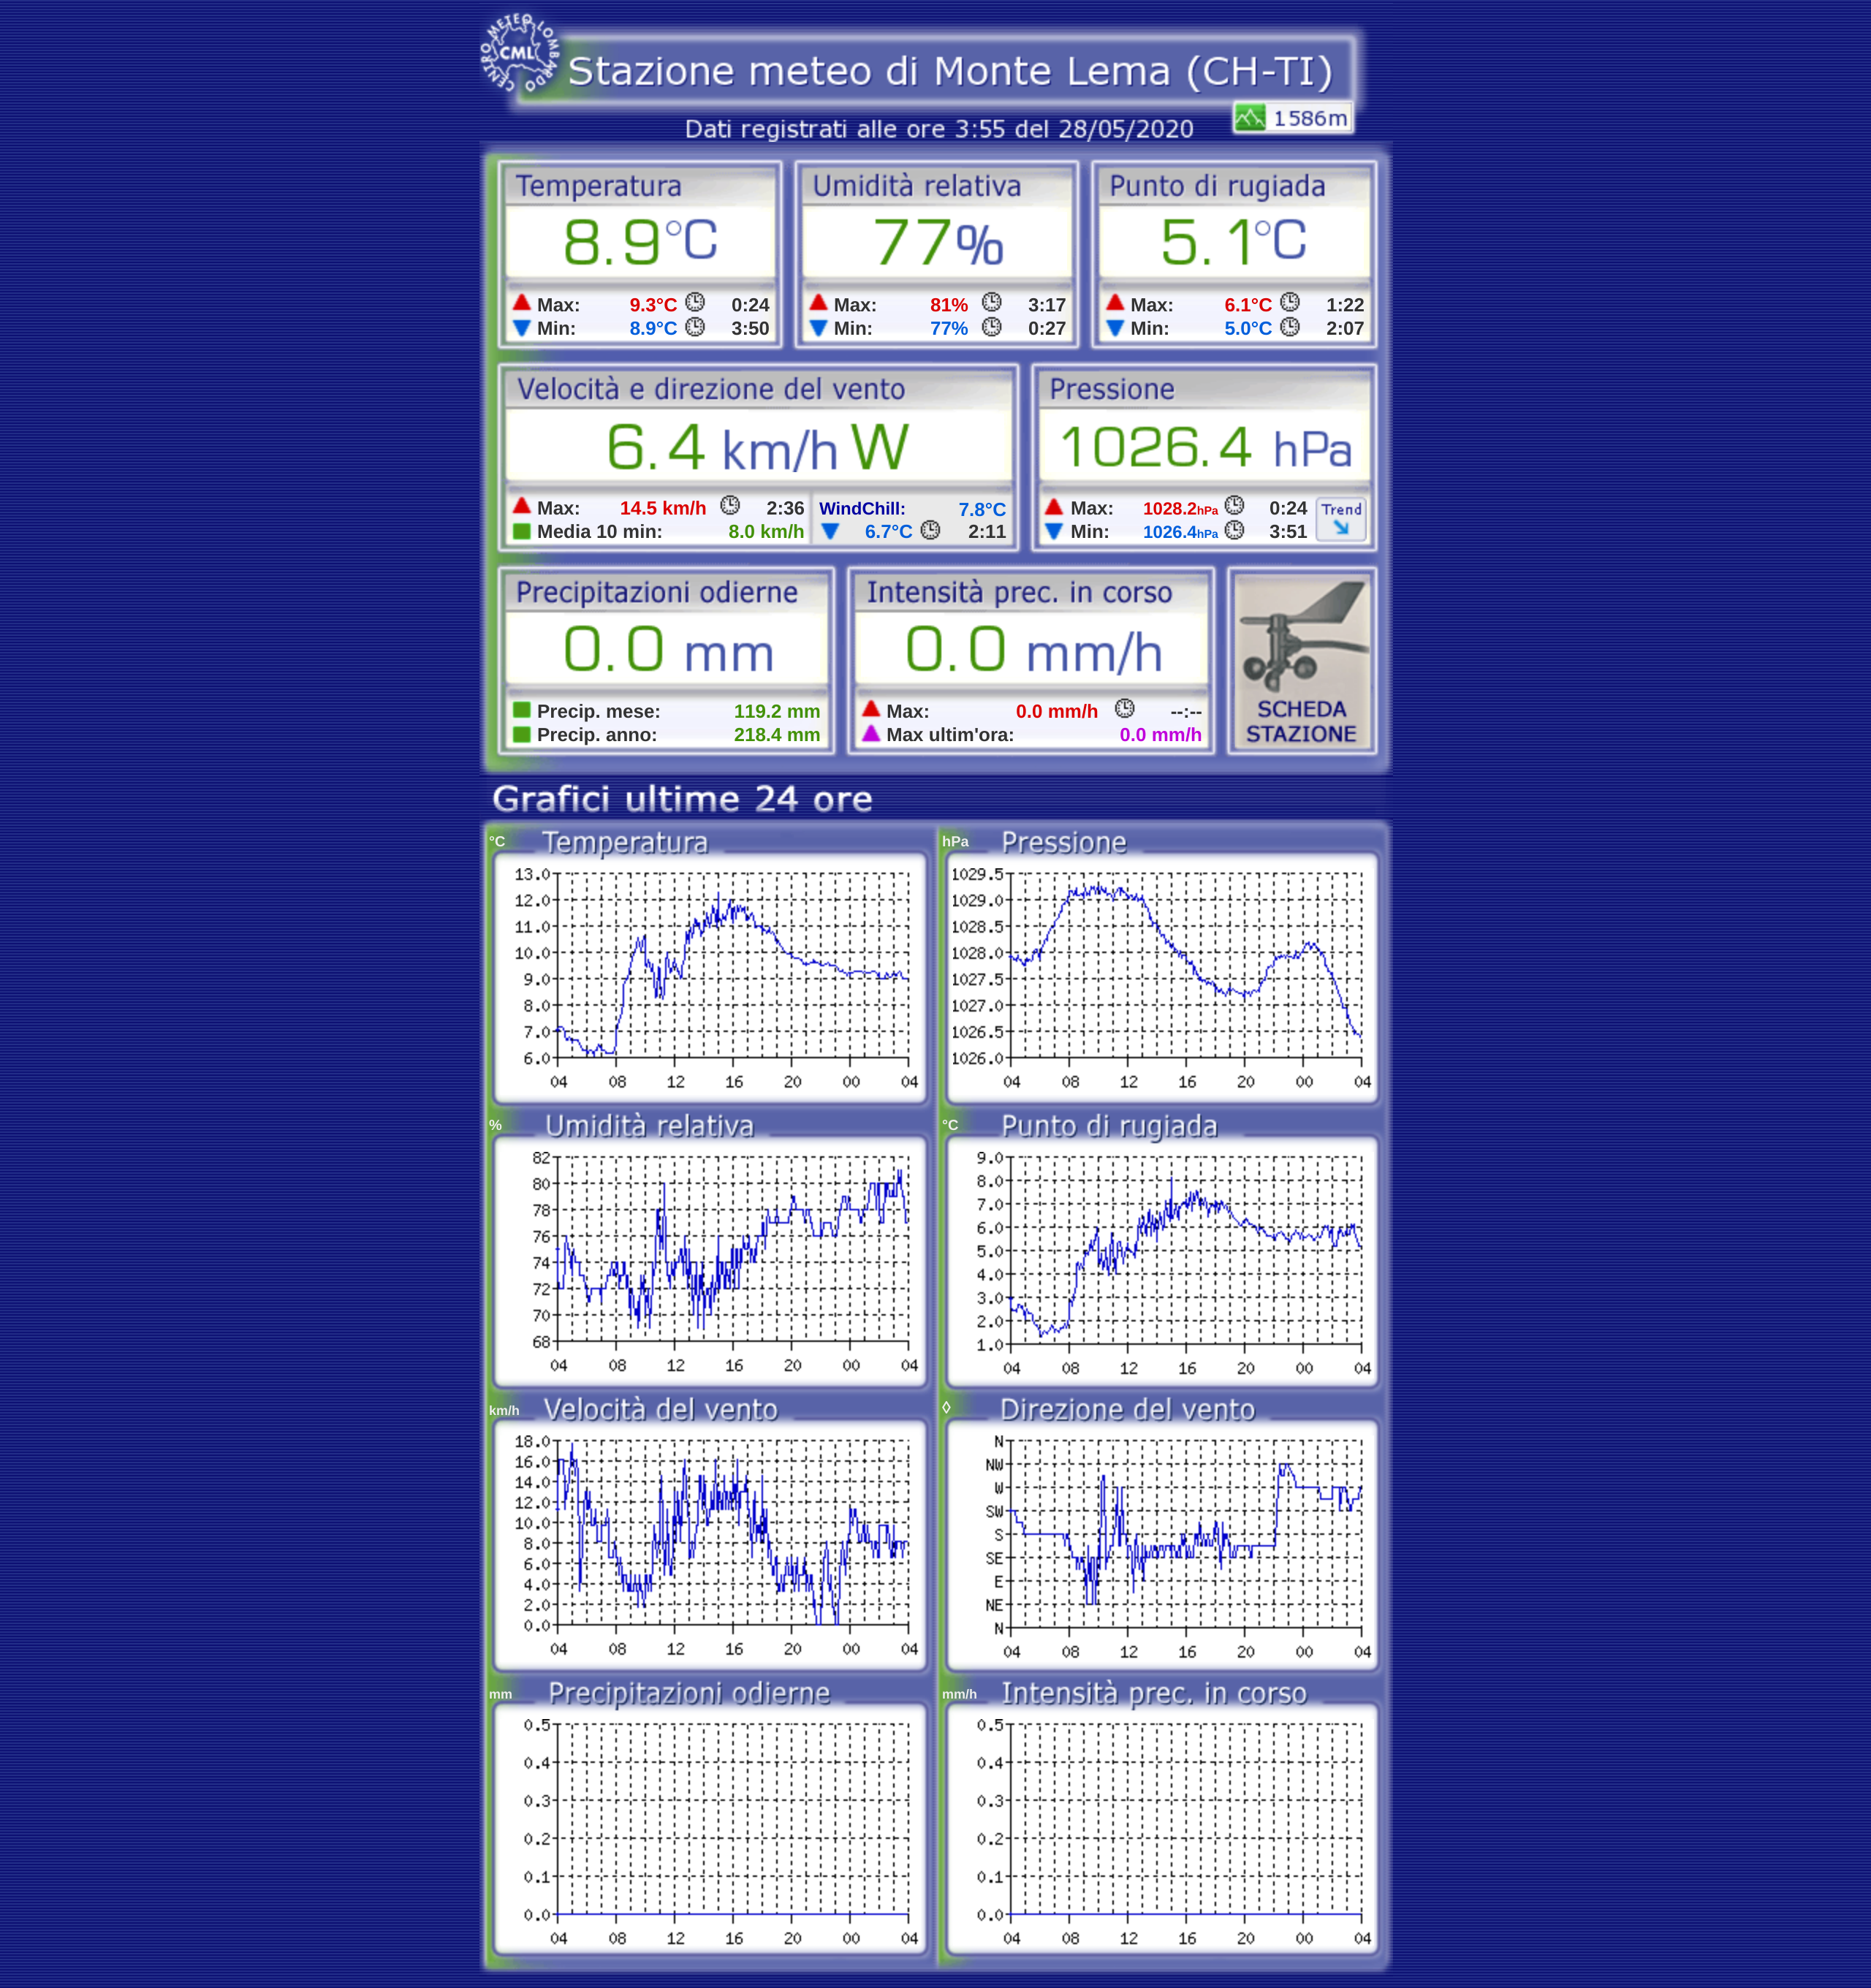 CENTRO METEO LOMBARDO
CML
Stazione meteo di Monte Lema (CH-TI)
1586m
Dati registrati alle ore 3:55 del 28/05/2020
Temperatura
8.9°C
Max: 9.3°C 0:24
Min: 8.9°C 3:50
Umidità relativa
77%
Max: 81% 3:17
Min: 77% 0:27
Punto di rugiada
5.1°C
Max: 6.1°C 1:22
Min: 5.0°C 2:07
Velocità e direzione del vento
6.4 km/h W
Max: 14.5 km/h 2:36
Media 10 min: 8.0 km/h
WindChill: 7.8°C
6.7°C 2:11
Pressione
1026.4 hPa
Max: 1028.2hPa 0:24
Min: 1026.4hPa 3:51
Trend
Precipitazioni odierne
0.0 mm
Precip. mese: 119.2 mm
Precip. anno: 218.4 mm
Intensità prec. in corso
0.0 mm/h
Max: 0.0 mm/h --:--
Max ultim'ora: 0.0 mm/h
SCHEDA
STAZIONE
Grafici ultime 24 ore
°C Temperatura
13.0
12.0
11.0
10.0
9.0
8.0
7.0
6.0
04 08 12 16 20 00 04
hPa Pressione
1029.5
1029.0
1028.5
1028.0
1027.5
1027.0
1026.5
1026.0
04 08 12 16 20 00 04
% Umidità relativa
82
80
78
76
74
72
70
68
04 08 12 16 20 00 04
°C Punto di rugiada
9.0
8.0
7.0
6.0
5.0
4.0
3.0
2.0
1.0
04 08 12 16 20 00 04
km/h Velocità del vento
18.0
16.0
14.0
12.0
10.0
8.0
6.0
4.0
2.0
0.0
04 08 12 16 20 00 04
◊ Direzione del vento
N
NW
W
SW
S
SE
E
NE
N
04 08 12 16 20 00 04
mm Precipitazioni odierne
0.5
0.4
0.3
0.2
0.1
0.0
04 08 12 16 20 00 04
mm/h Intensità prec. in corso
0.5
0.4
0.3
0.2
0.1
0.0
04 08 12 16 20 00 04